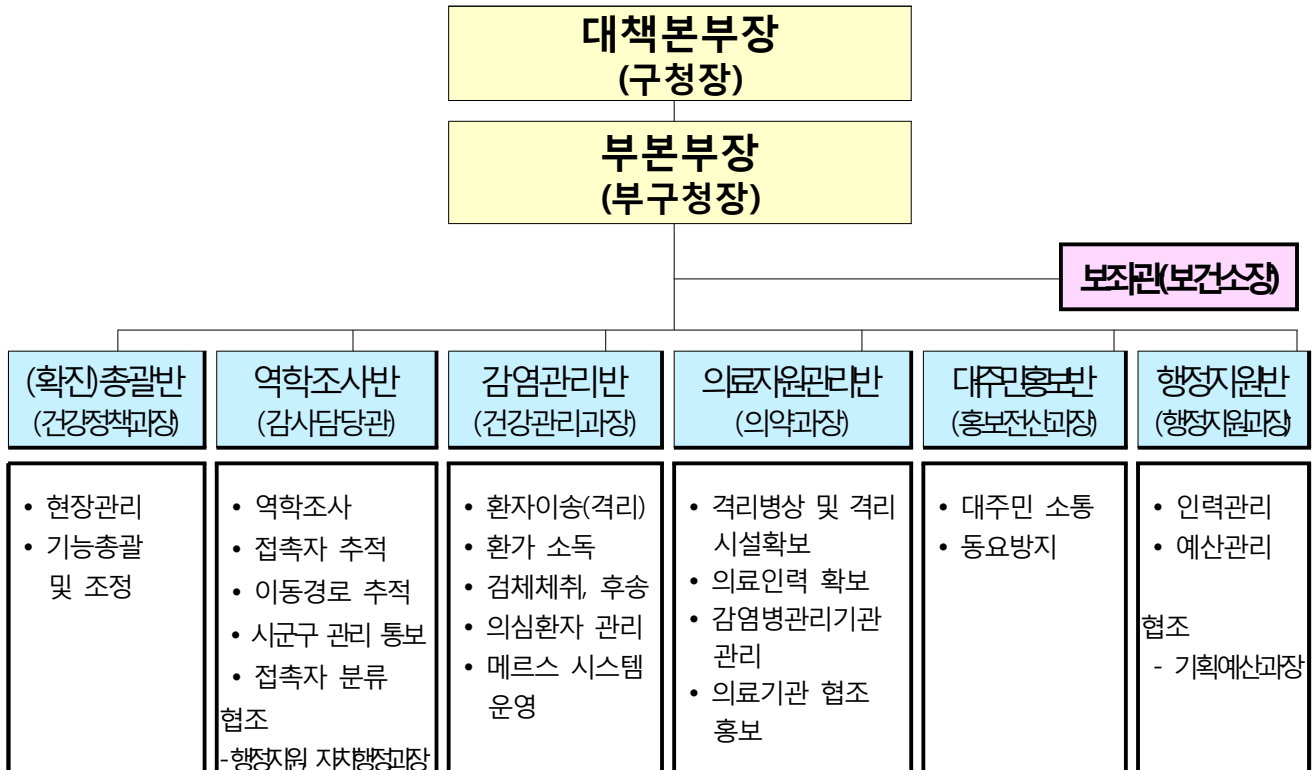 대책본부장
(구청장)
부본부장
(부구청장)
보좌관(보건소장)
(확진)총괄반
(건강정책과장)
• 현장관리
• 기능총괄
및 조정
역학조사반
(감사담당관)
• 역학조사
• 접촉자 추적
• 이동경로 추적
• 시군구 관리 통보
• 접촉자 분류
협조
-행정지원, 자치행정과장
감염관리반
(건강관리과장)
• 환자이송(격리)
• 환가 소독
• 검체체취, 후송
• 의심환자 관리
• 메르스 시스템
운영
의료자원관리반
(의약과장)
• 격리병상 및 격리
시설확보
• 의료인력 확보
• 감염병관리기관
관리
• 의료기관 협조
홍보
대주민홍보반
(홍보전산과장)
• 대주민 소통
• 동요방지
행정지원반
(행정지원과장)
• 인력관리
• 예산관리
협조
- 기획예산과장